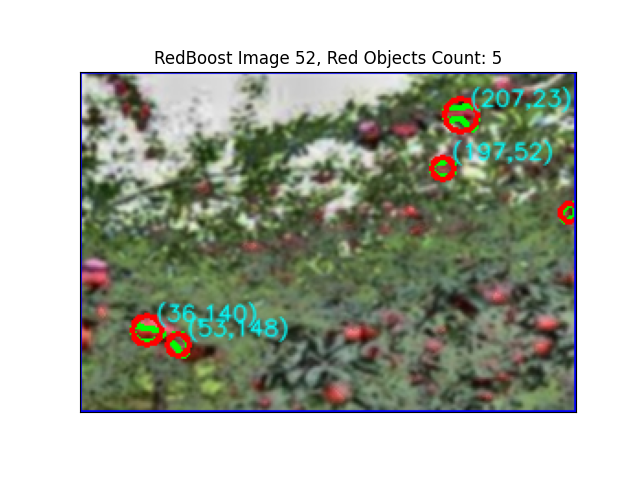 RedBoost Image 52, Red Objects Count: 5
(207,23)
(197,52)
(36,140)
(53,148)